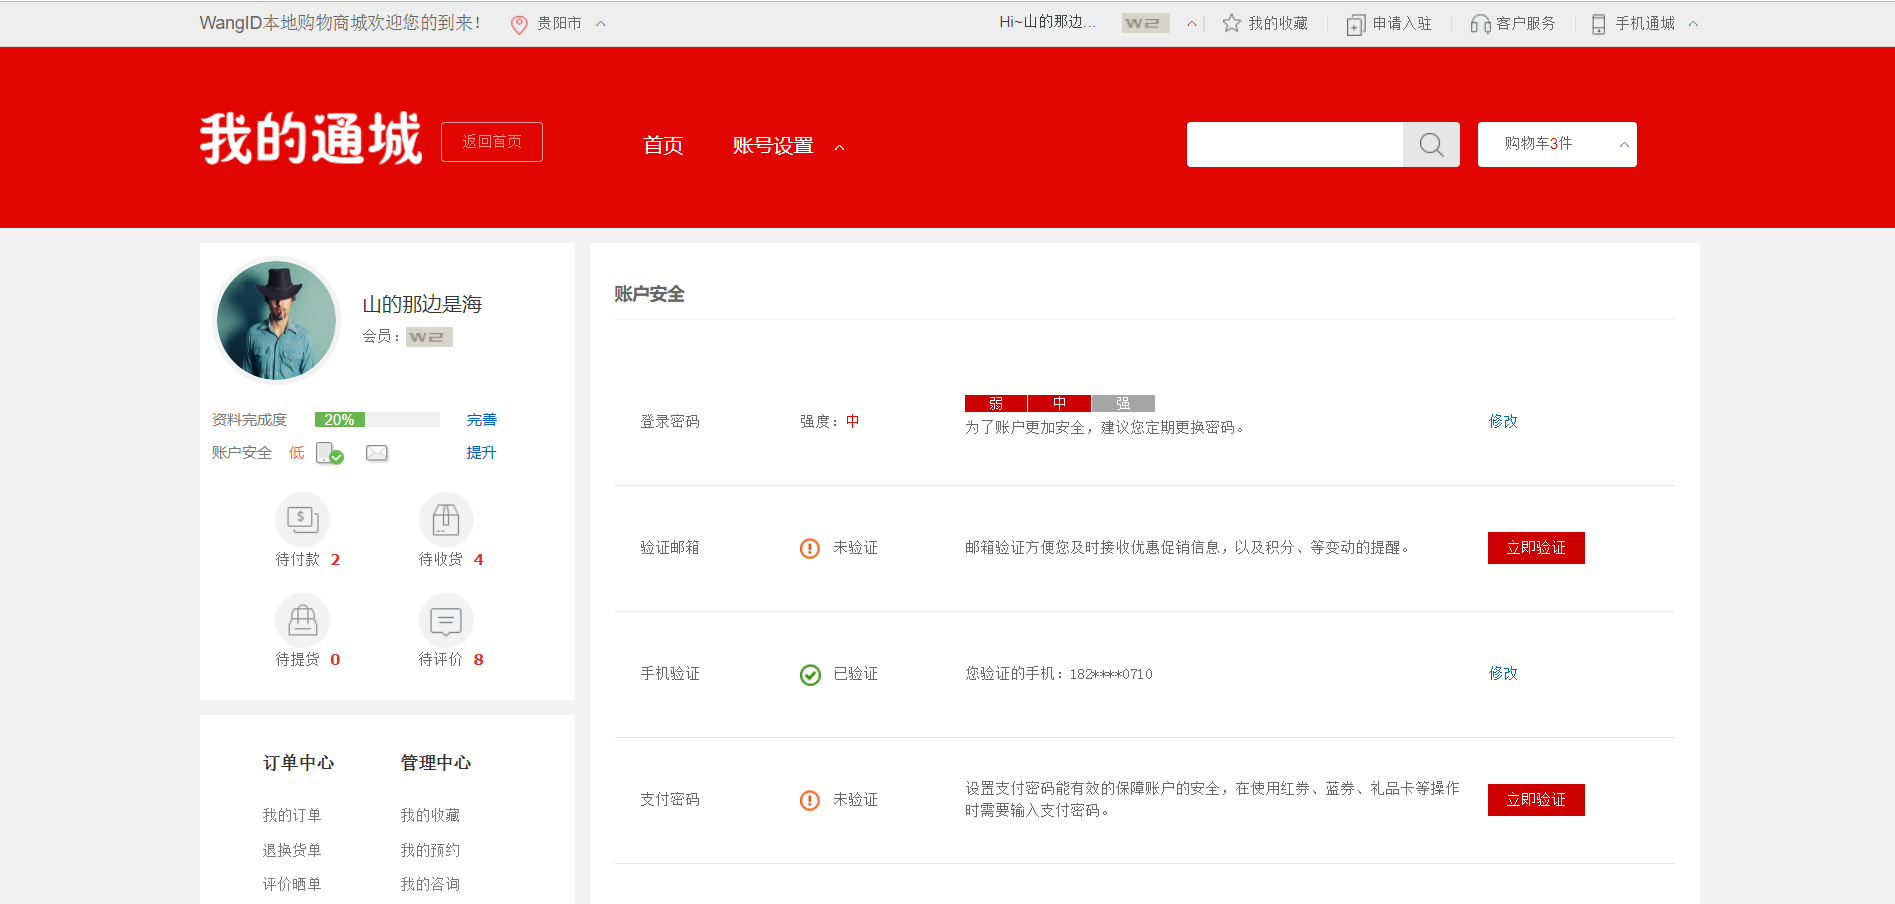 WangID本地购物商城欢迎您的到来! 贵阳市 Hi~山的那边... W2 我的收藏 申请入驻 客户服务 手机通城
我的通城 返回首页 首页 账号设置 购物车3件
山的那边是海
会员：W2
资料完成度 20% 完善
账户安全 低 提升
待付款 2 待收货 4
待提货 0 待评价 8
订单中心 管理中心
我的订单 我的收藏
退换货单 我的预约
评价晒单 我的咨询
账户安全
登录密码 强度：中 弱 中 强
为了账户更加安全，建议您定期更换密码。 修改
验证邮箱 未验证 邮箱验证方便您及时接收优惠促销信息，以及积分、等变动的提醒。 立即验证
手机验证 已验证 您验证的手机：182****0710 修改
支付密码 未验证 设置支付密码能有效的保障账户的安全，在使用红券、蓝券、礼品卡等操作
时需要输入支付密码。 立即验证